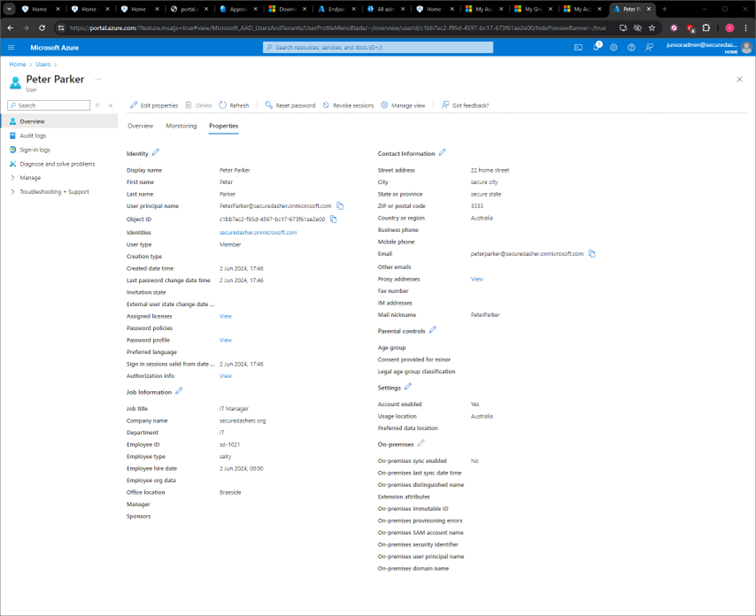 Home
Home
Home
portal
Approv
Downl
Endpoin
All adn
Home
My Acc
My Gro
My Acc
Peter P
https://portal.azure.com/?feature.msaljs=true#view/Microsoft_AAD_UsersAndTenants/UserProfileMenuBlade/~/overview/userId/c1bb7ec2-f95d-4597-bc17-673f61ae2e00/hidePreviewBanner~/true
Microsoft Azure
Search resources, services, and docs (G+/)
junioradmin@securedas...
HOME
Home > Users >
Peter Parker ...
User
Search
Edit properties Delete Refresh Reset password Revoke sessions Manage view Got feedback?
Overview
Audit logs
Sign-in logs
Diagnose and solve problems
Manage
Troubleshooting + Support
Overview Monitoring Properties
Identity
Display name Peter Parker
First name Peter
Last name Parker
User principal name PeterParker@securedasher.onmicrosoft.com
Object ID c1bb7ec2-f95d-4597-bc17-673f61ae2e00
Identities securedasher.onmicrosoft.com
User type Member
Creation type
Created date time 2 Jun 2024, 17:46
Last password change date time 2 Jun 2024, 17:46
Invitation state
External user state change date ...
Assigned licenses View
Password policies
Password profile View
Preferred language
Sign in sessions valid from date ... 2 Jun 2024, 17:46
Authorization info View
Job Information
Job title IT Manager
Company name securedashers org
Department IT
Employee ID sd-1021
Employee type salry
Employee hire date 2 Jun 2024, 00:00
Employee org data
Office location Braeside
Manager
Sponsors
Contact Information
Street address 22 home street
City secure city
State or province secure state
ZIP or postal code 3333
Country or region Australia
Business phone
Mobile phone
Email peterparker@securedasher.onmicrosoft.com
Other emails
Proxy addresses View
Fax number
IM addresses
Mail nickname PeterParker
Parental controls
Age group
Consent provided for minor
Legal age group classification
Settings
Account enabled Yes
Usage location Australia
Preferred data location
On-premises
On-premises sync enabled No
On-premises last sync date time
On-premises distinguished name
Extension attributes
On-premises immutable ID
On-premises provisioning errors
On-premises SAM account name
On-premises security identifier
On-premises user principal name
On-premises domain name